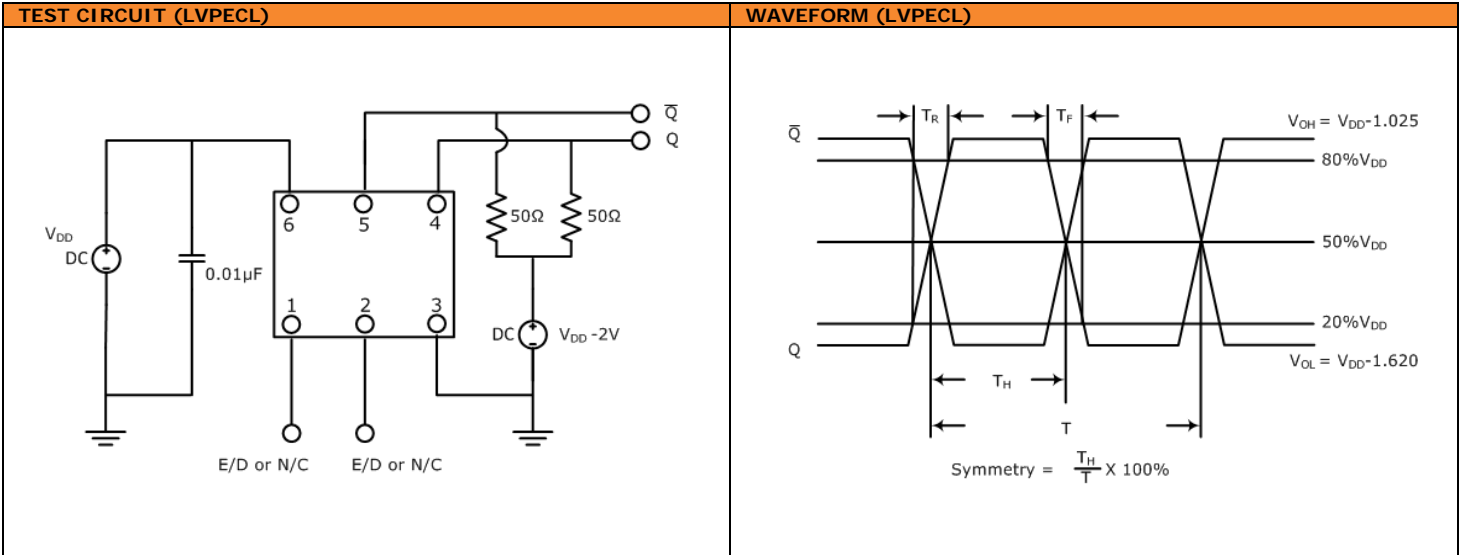 TEST CIRCUIT (LVPECL)
Q̅
Q
6
5
4
50Ω
50Ω
VDD
DC
0.01µF
1
2
3
DC
VDD -2V
E/D or N/C
E/D or N/C
WAVEFORM (LVPECL)
TR
TF
VOH = VDD-1.025
Q̅
80%VDD
50%VDD
20%VDD
Q
VOL = VDD-1.620
TH
T
Symmetry = TH/T X 100%